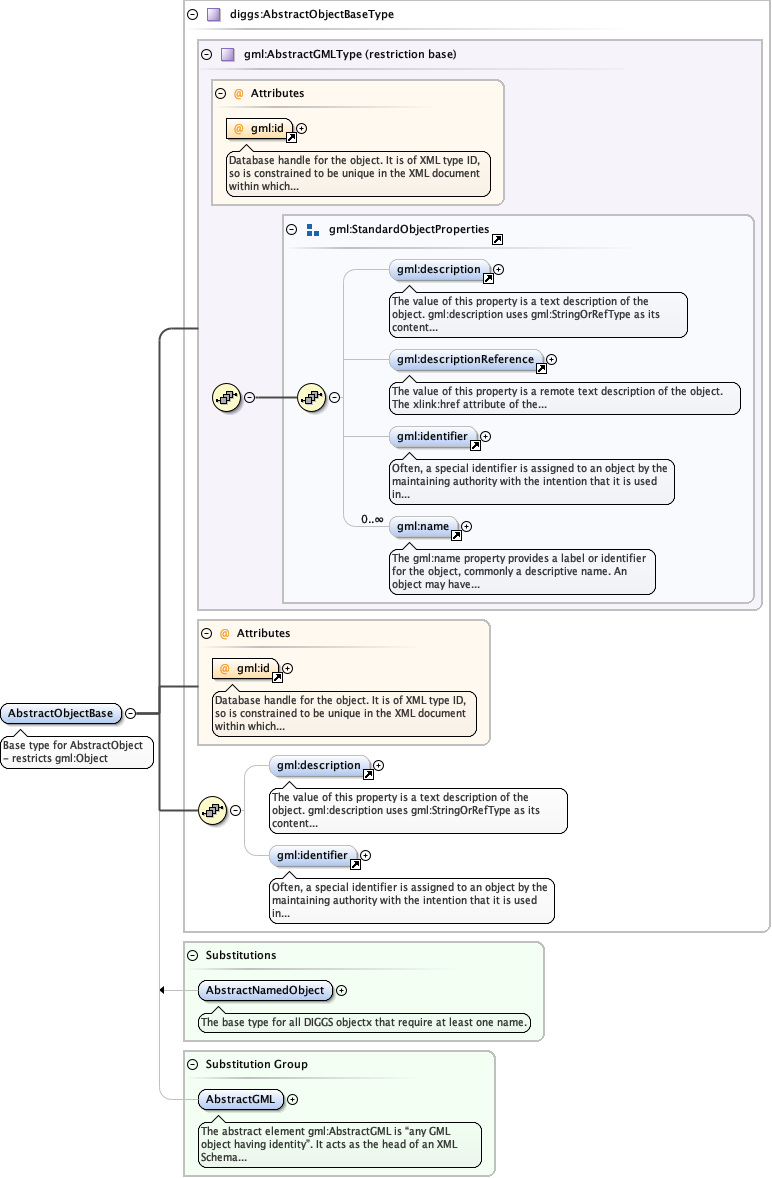 diggs:AbstractObjectBaseType
gml:AbstractGMLType (restriction base)
@ Attributes
@ gml:id
Database handle for the object. It is of XML type ID,
so is constrained to be unique in the XML document
within which...
gml:StandardObjectProperties
gml:description
The value of this property is a text description of the
object. gml:description uses gml:StringOrRefType as its
content...
gml:descriptionReference
The value of this property is a remote text description of the object.
The xlink:href attribute of the...
gml:identifier
Often, a special identifier is assigned to an object by the
maintaining authority with the intention that it is used
in...
0..∞
gml:name
The gml:name property provides a label or identifier
for the object, commonly a descriptive name. An
object may have...
@ Attributes
@ gml:id
Database handle for the object. It is of XML type ID,
so is constrained to be unique in the XML document
within which...
AbstractObjectBase
Base type for AbstractObject
– restricts gml:Object
gml:description
The value of this property is a text description of the
object. gml:description uses gml:StringOrRefType as its
content...
gml:identifier
Often, a special identifier is assigned to an object by the
maintaining authority with the intention that it is used
in...
Substitutions
AbstractNamedObject
The base type for all DIGGS objectx that require at least one name.
Substitution Group
AbstractGML
The abstract element gml:AbstractGML is “any GML
object having identity”. It acts as the head of an XML
Schema...